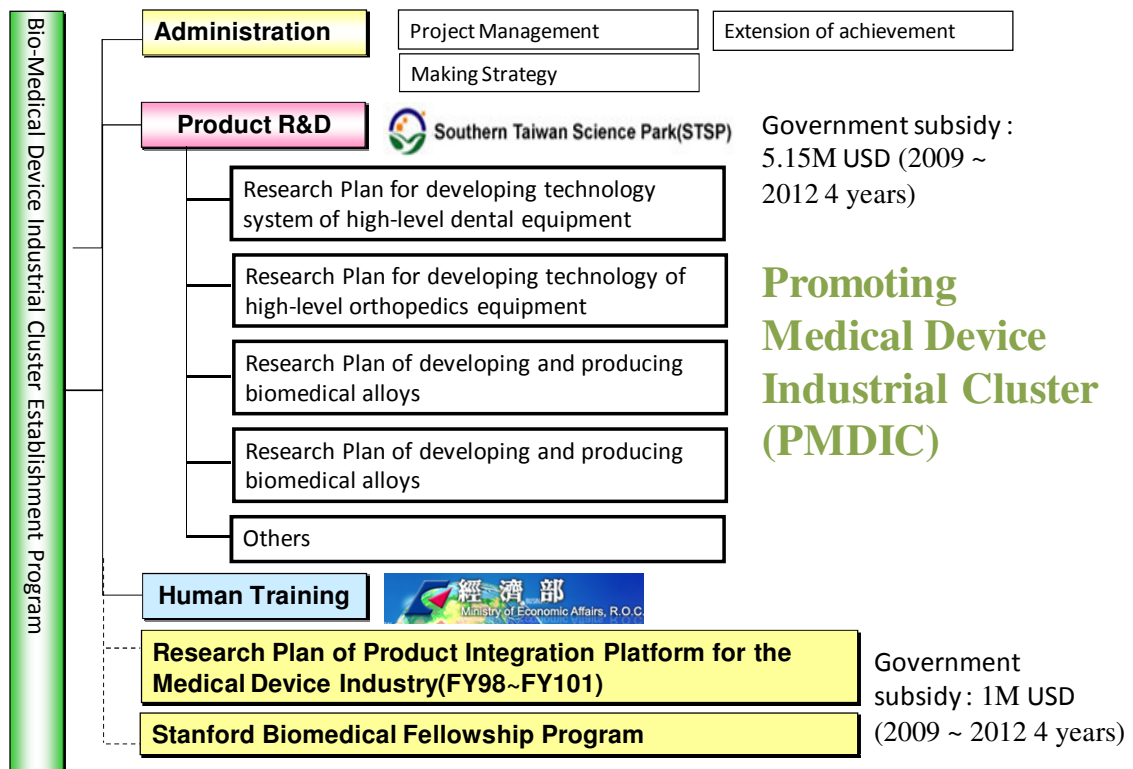 Bio-Medical Device Industrial Cluster Establishment Program
Administration
Project Management
Extension of achievement
Making Strategy
Product R&D
Southern Taiwan Science Park(STSP)
Government subsidy :
5.15M USD (2009 ~
2012 4 years)
Research Plan for developing technology
system of high-level dental equipment
Research Plan for developing technology of
high-level orthopedics equipment
Research Plan of developing and producing
biomedical alloys
Research Plan of developing and producing
biomedical alloys
Others
Promoting
Medical Device
Industrial Cluster
(PMDIC)
Human Training
經濟部
Ministry of Economic Affairs, R.O.C.
Research Plan of Product Integration Platform for the
Medical Device Industry(FY98~FY101)
Stanford Biomedical Fellowship Program
Government
subsidy : 1M USD
(2009 ~ 2012 4 years)